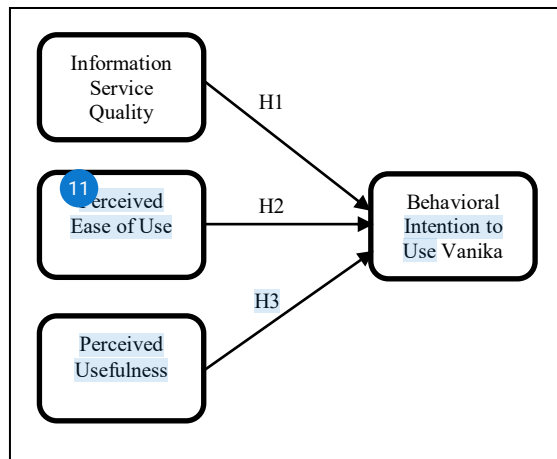 Information
Service
Quality
H1
11
Perceived
Ease of Use
H2
Behavioral
Intention to
Use Vanika
H3
Perceived
Usefulness